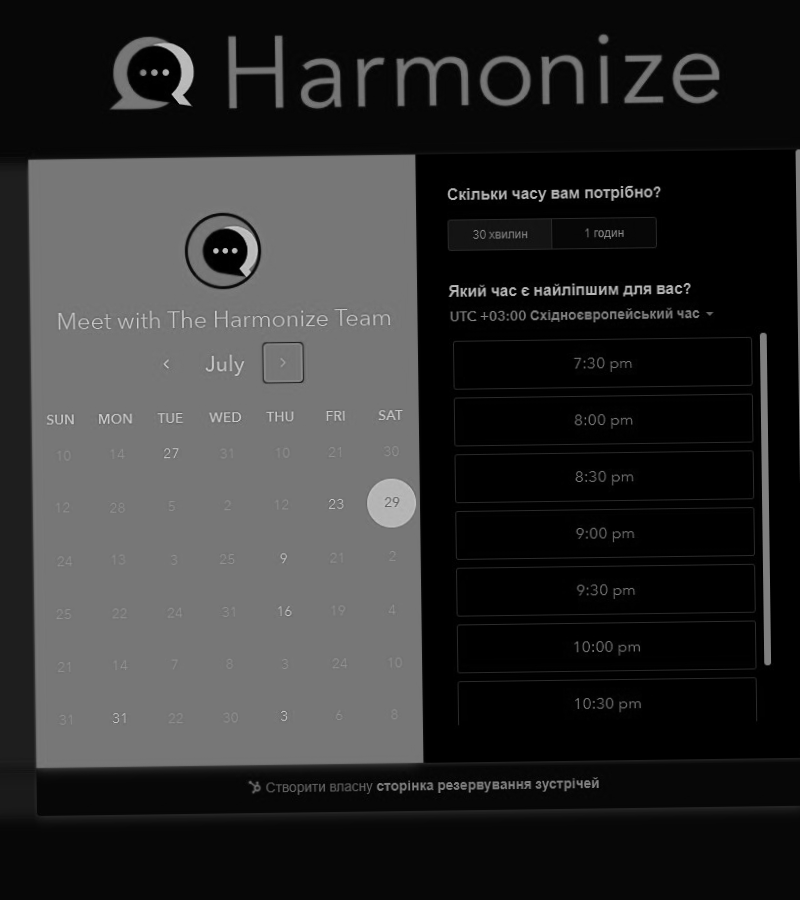 Harmonize
Meet with The Harmonize Team
July
SUN MON TUE WED THU FRI SAT
10 14 27 31 10 21 30
12 28 5 2 12 23 29
24 13 3 25 9 21 2
25 22 24 31 16 19 4
21 14 7 8 3 24 10
31 31 22 30 3 6 8
Скільки часу вам потрібно?
30 хвилин 1 годин
Який час є найліпшим для вас?
UTC +03:00 Східноєвропейський час
7:30 pm
8:00 pm
8:30 pm
9:00 pm
9:30 pm
10:00 pm
10:30 pm
Створити власну сторінка резервування зустрічей